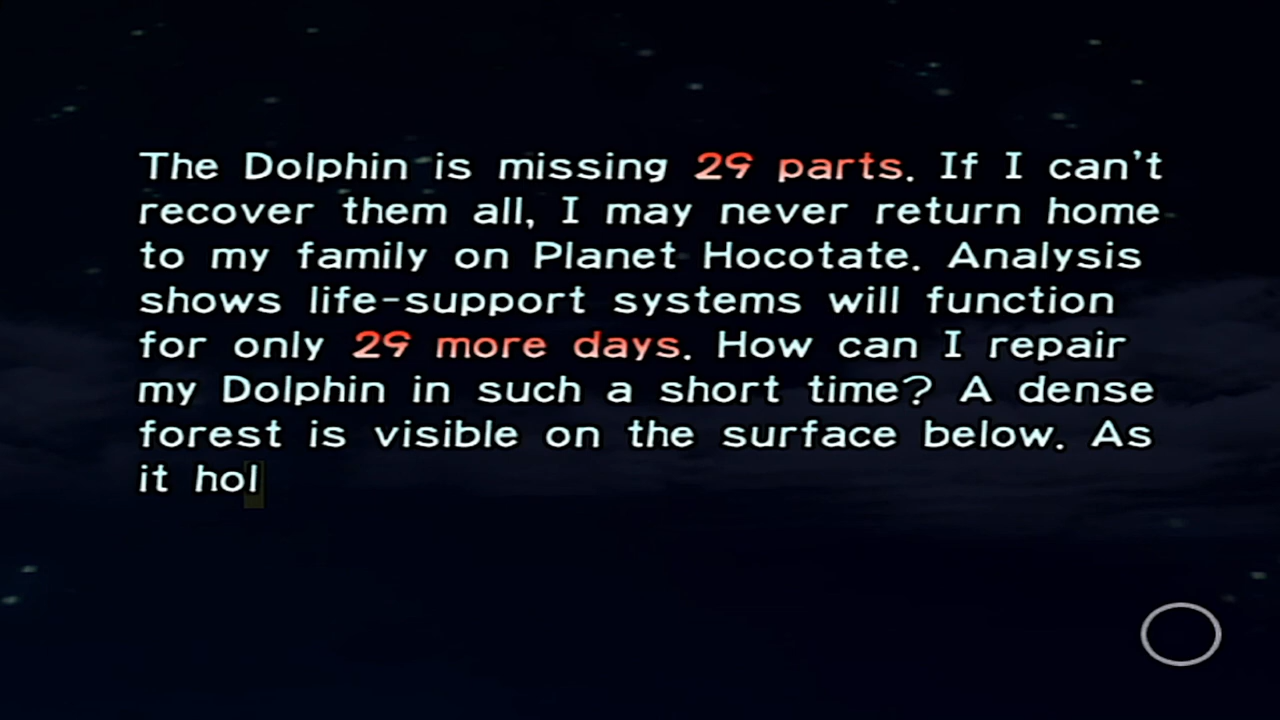 The Dolphin is missing 29 parts. If I can't
recover them all, I may never return home
to my family on Planet Hocotate. Analysis
shows life-support systems will function
for only 29 more days. How can I repair
my Dolphin in such a short time? A dense
forest is visible on the surface below. As
it hol